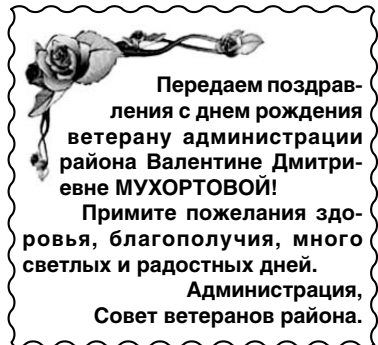 Передаем поздрав-
ления с днем рождения
ветерану администрации
района Валентине Дмитри-
евне МУХОРТОВОЙ!
Примите пожелания здо-
ровья, благополучия, много
светлых и радостных дней.
Администрация,
Совет ветеранов района.